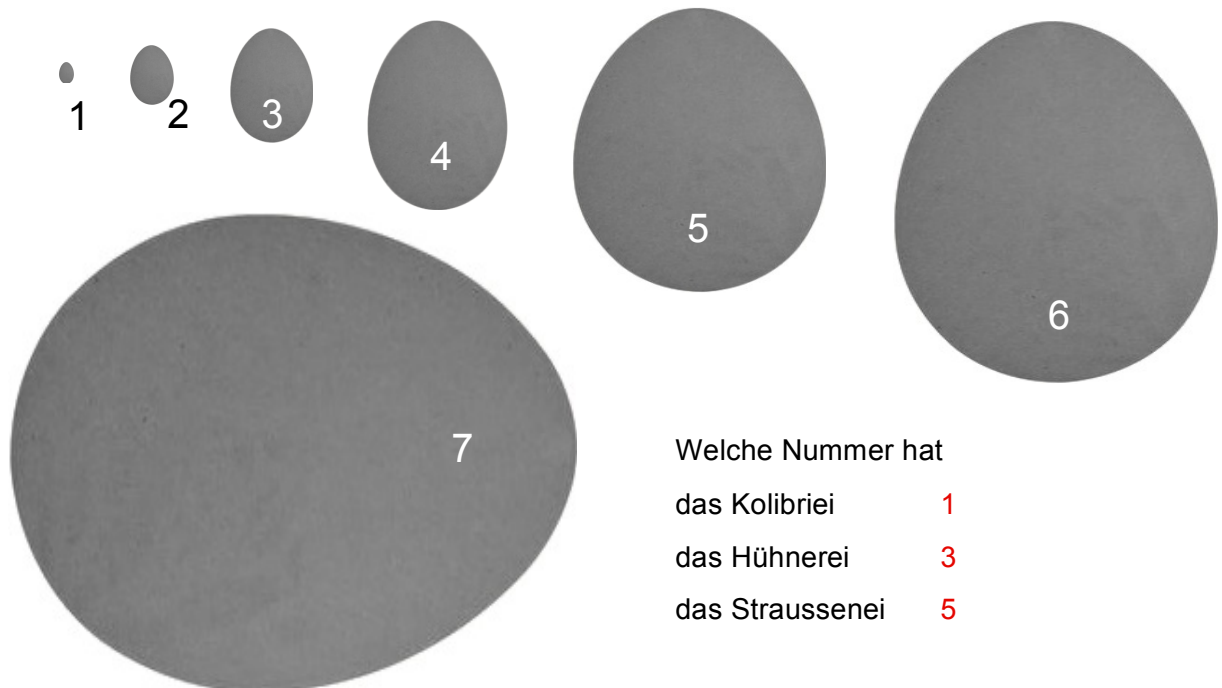 1
2
3
4
5
6
7
Welche Nummer hat
das Kolibriei 1
das Hühnerei 3
das Straussenei 5